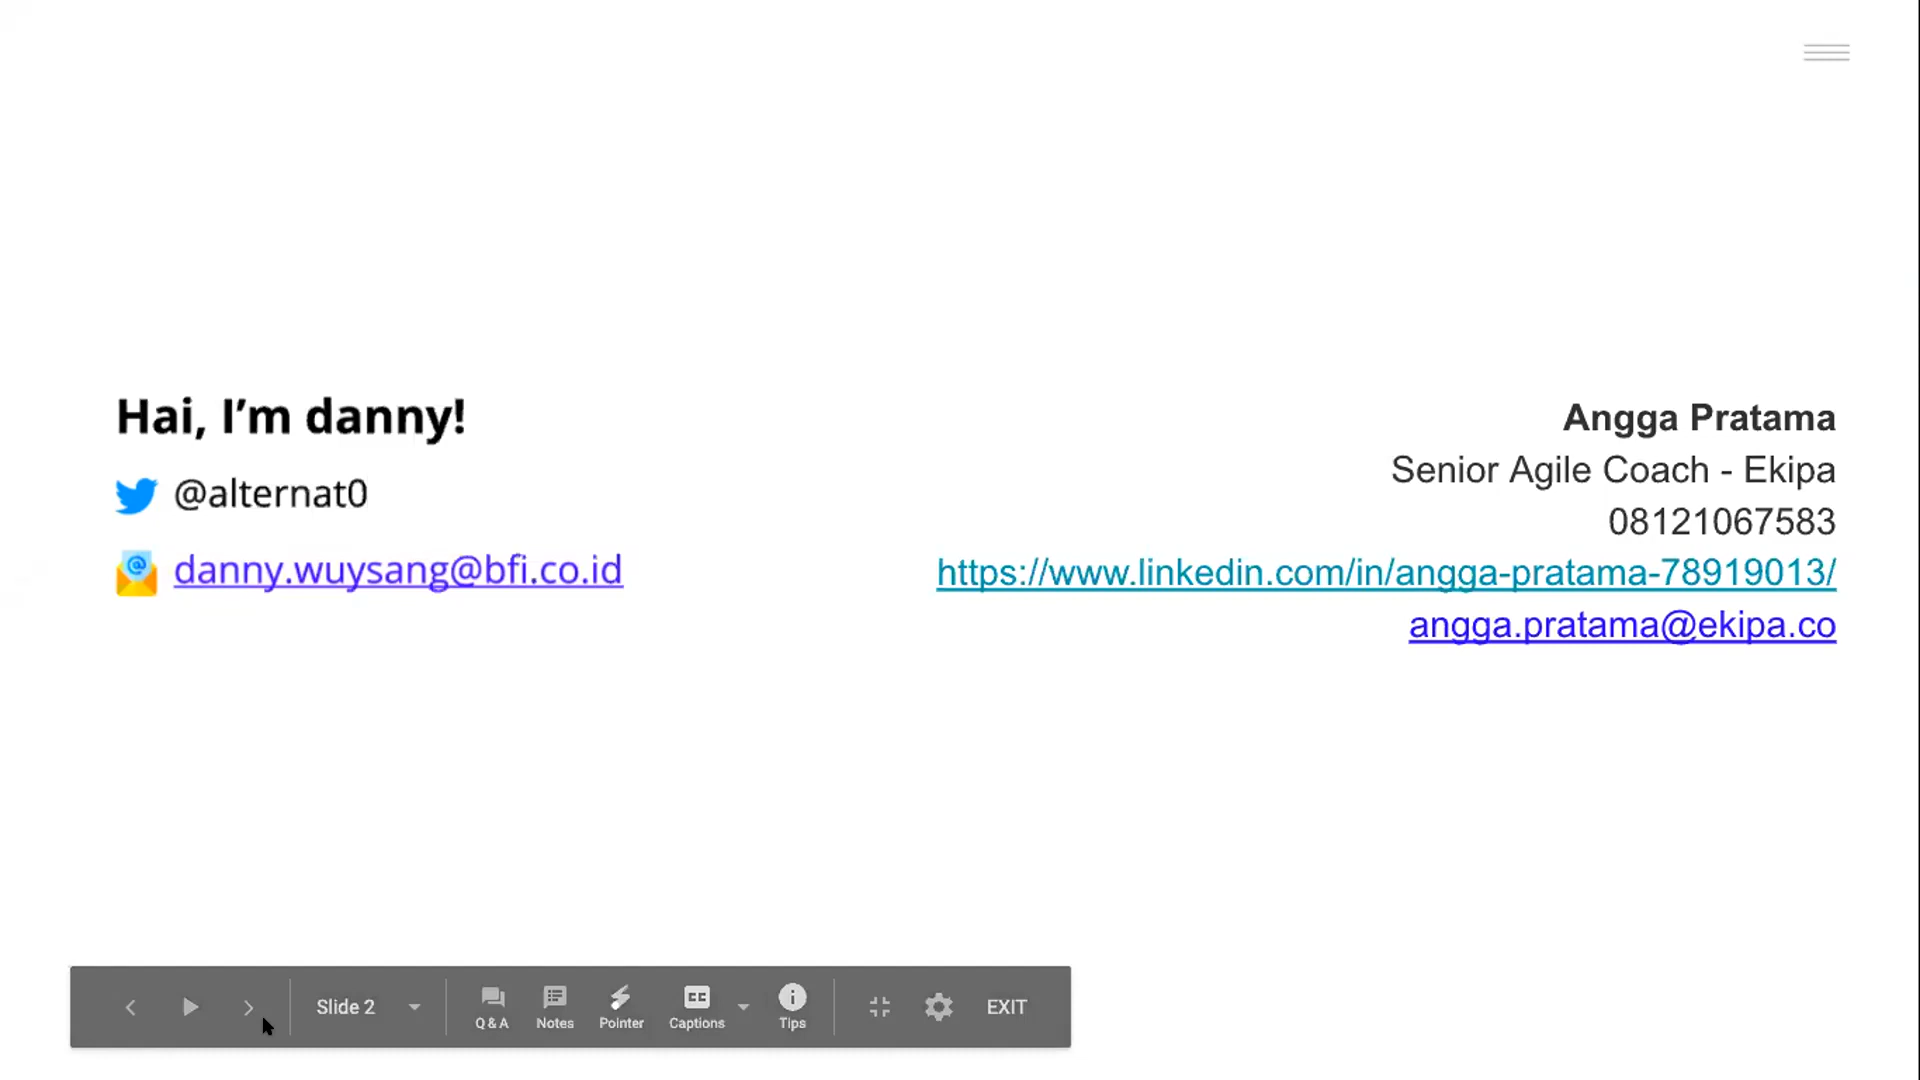 Hai, I'm danny!
@alternat0
danny.wuysang@bfi.co.id
Angga Pratama
Senior Agile Coach - Ekipa
08121067583
https://www.linkedin.com/in/angga-pratama-78919013/
angga.pratama@ekipa.co
Slide 2
Q & A
Notes
Pointer
CC
Captions
Tips
EXIT